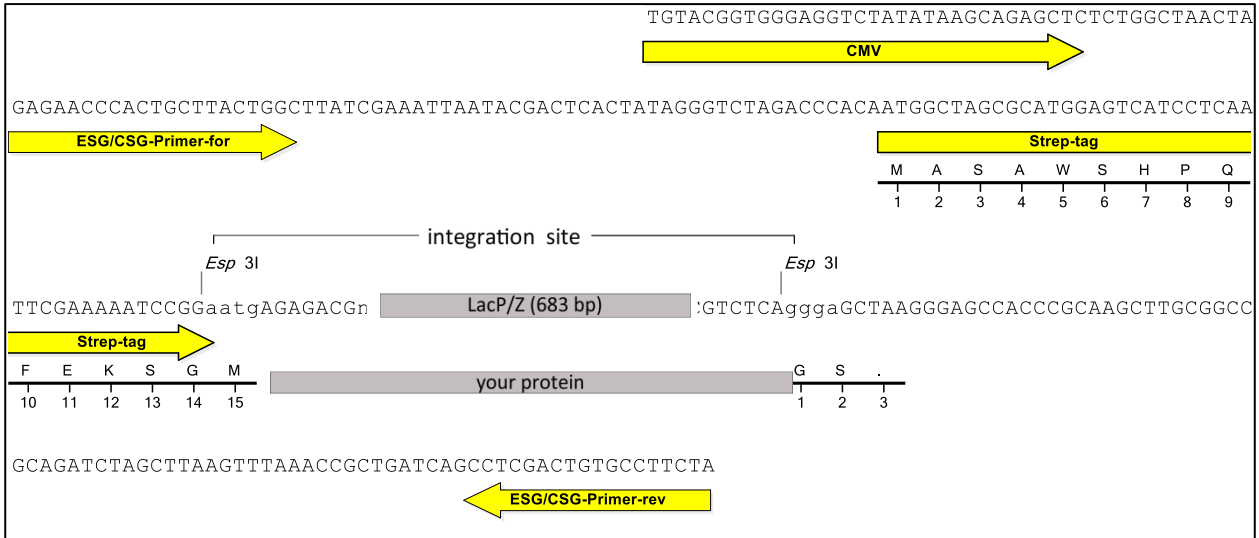 TGTACGGTGGGAGGTCTATATAAGCAGAGCTCTCTGGCTAACTA
CMV
GAGAACCCACTGCTTACTGGCTTATCGAAATTAATACGACTCACTATAGGGTCTAGACCCACAATGGCTAGCGCATGGAGTCATCCTCAA
ESG/CSG-Primer-for
Strep-tag
M A S A W S H P Q
1 2 3 4 5 6 7 8 9
integration site
Esp 3I
Esp 3I
TTCGAAAAATCCGGaatgAGAGACGn LacP/Z (683 bp) GTCTCAgggaGCTAAGGGAGCCACCCGCAAGCTTGCGGCC
Strep-tag
F E K S G M your protein G S .
10 11 12 13 14 15 1 2 3
GCAGATCTAGCTTAAGTTTAAACCGCTGATCAGCCTCGACTGTGCCTTCTA
ESG/CSG-Primer-rev